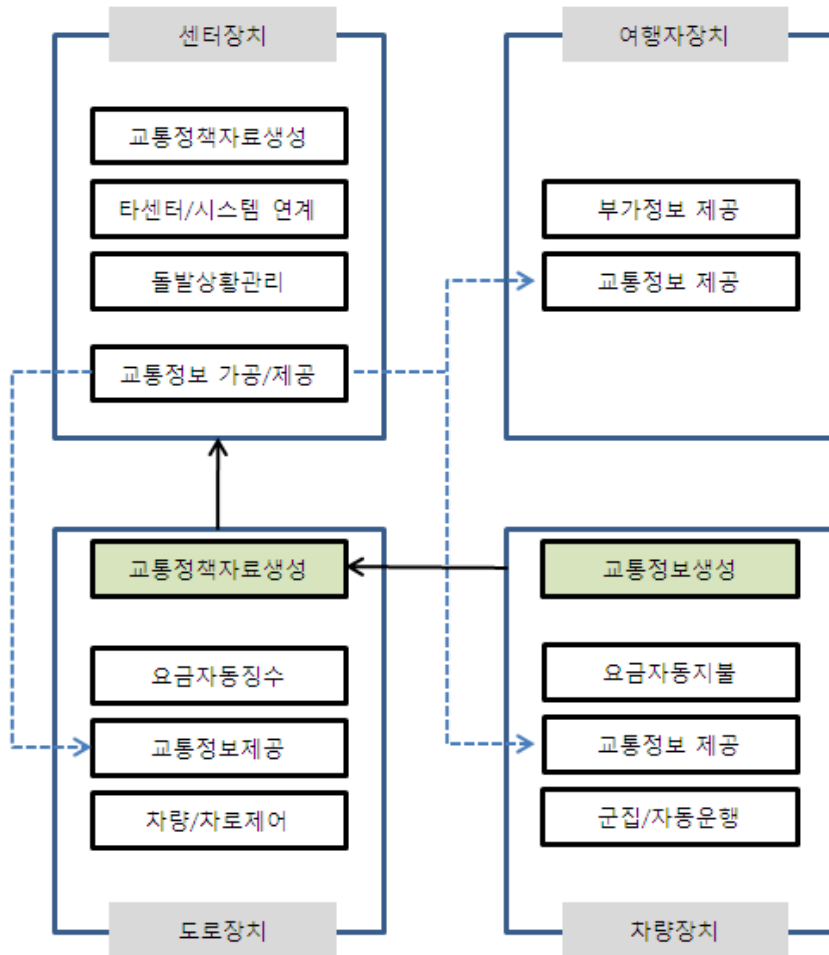 센터장치
교통정책자료생성
타센터/시스템 연계
돌발상황관리
교통정보 가공/제공
여행자장치
부가정보 제공
교통정보 제공
교통정책자료생성
요금자동징수
교통정보제공
차량/차로제어
도로장치
교통정보생성
요금자동지불
교통정보 제공
군집/자동운행
차량장치